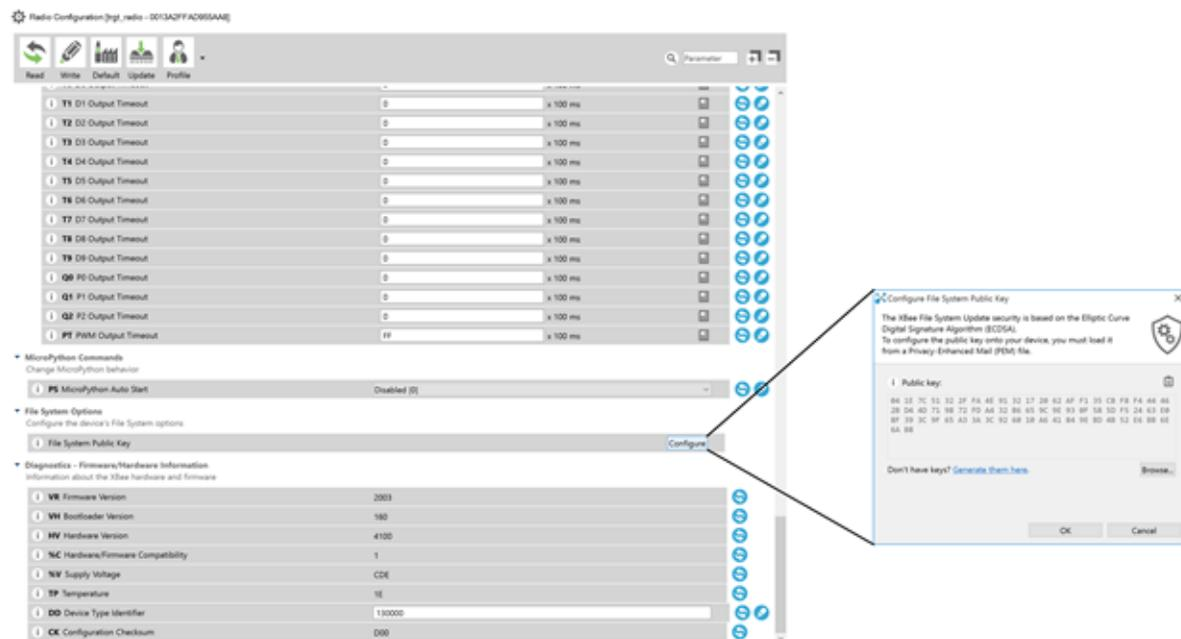 Radio Configuration [trgt_radio - 0013A2FFAD955AA8]
Read Write Default Update Profile
Parameter
T1 D1 Output Timeout 0 x 100 ms
T2 D2 Output Timeout 0 x 100 ms
T3 D3 Output Timeout 0 x 100 ms
T4 D4 Output Timeout 0 x 100 ms
T5 D5 Output Timeout 0 x 100 ms
T6 D6 Output Timeout 0 x 100 ms
T7 D7 Output Timeout 0 x 100 ms
T8 D8 Output Timeout 0 x 100 ms
T9 D9 Output Timeout 0 x 100 ms
Q0 P0 Output Timeout 0 x 100 ms
Q1 P1 Output Timeout 0 x 100 ms
Q2 P2 Output Timeout 0 x 100 ms
PT PWM Output Timeout FF x 100 ms
MicroPython Commands
Change MicroPython behavior
PS MicroPython Auto Start Disabled [0]
File System Options
Configure the device's File System options
File System Public Key Configure
Diagnostics - Firmware/Hardware Information
Information about the XBee hardware and firmware
VR Firmware Version 2003
VH Bootloader Version 160
HV Hardware Version 4100
%C Hardware/Firmware Compatibility 1
%V Supply Voltage CDE
TP Temperature 1E
DD Device Type Identifier 130000
CK Configuration Checksum D00
Configure File System Public Key
The XBee File System Update security is based on the Elliptic Curve
Digital Signature Algorithm (ECDSA).
To configure the public key onto your device, you must load it
from a Privacy-Enhanced Mail (PEM) file.
Public key:
Don't have keys? Generate them here.
Browse...
OK Cancel